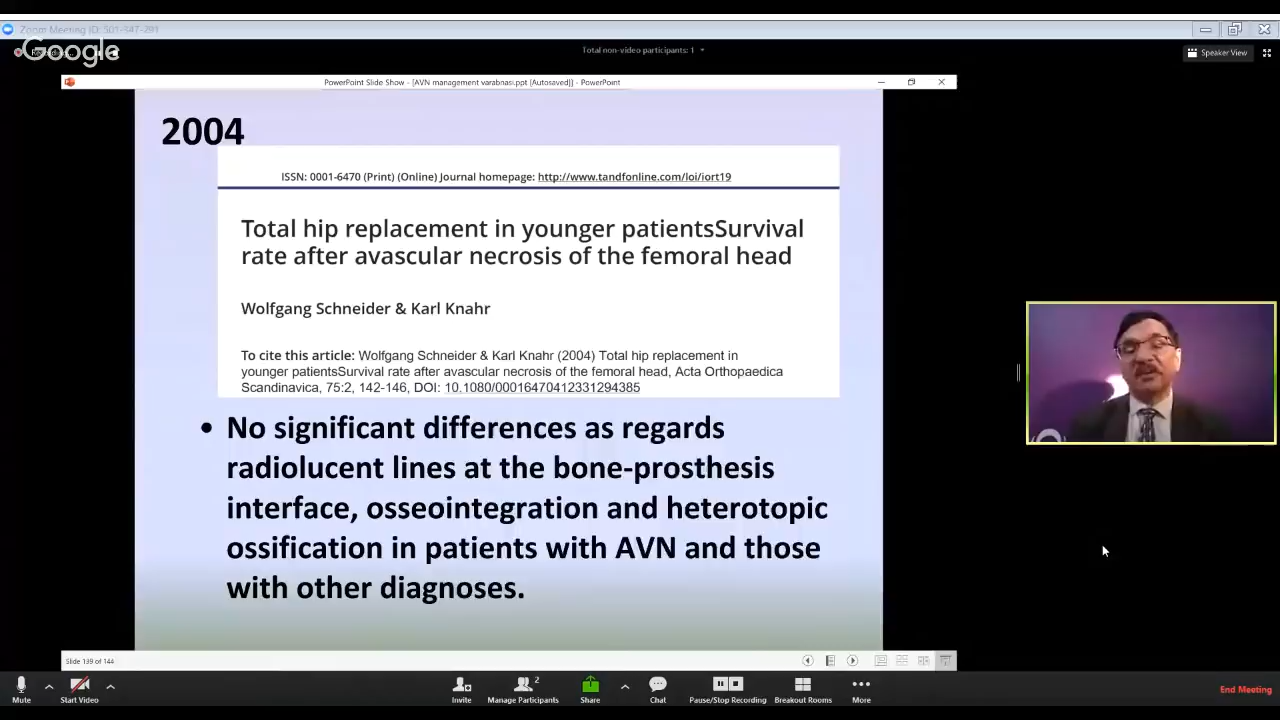 Zoom Meeting ID: 501-347-291
Google
Total non-video participants: 1
Speaker View
PowerPoint Slide Show - [AVN management varabnasi.ppt [Autosaved]] - PowerPoint
2004
ISSN: 0001-6470 (Print) (Online) Journal homepage: http://www.tandfonline.com/loi/iort19
Total hip replacement in younger patientsSurvival
rate after avascular necrosis of the femoral head
Wolfgang Schneider & Karl Knahr
To cite this article: Wolfgang Schneider & Karl Knahr (2004) Total hip replacement in
younger patientsSurvival rate after avascular necrosis of the femoral head, Acta Orthopaedica
Scandinavica, 75:2, 142-146, DOI: 10.1080/00016470412331294385
• No significant differences as regards
radiolucent lines at the bone-prosthesis
interface, osseointegration and heterotopic
ossification in patients with AVN and those
with other diagnoses.
Slide 139 of 144
Mute
Start Video
Invite
2
Manage Participants
Share
Chat
Pause/Stop Recording
Breakout Rooms
More
End Meeting